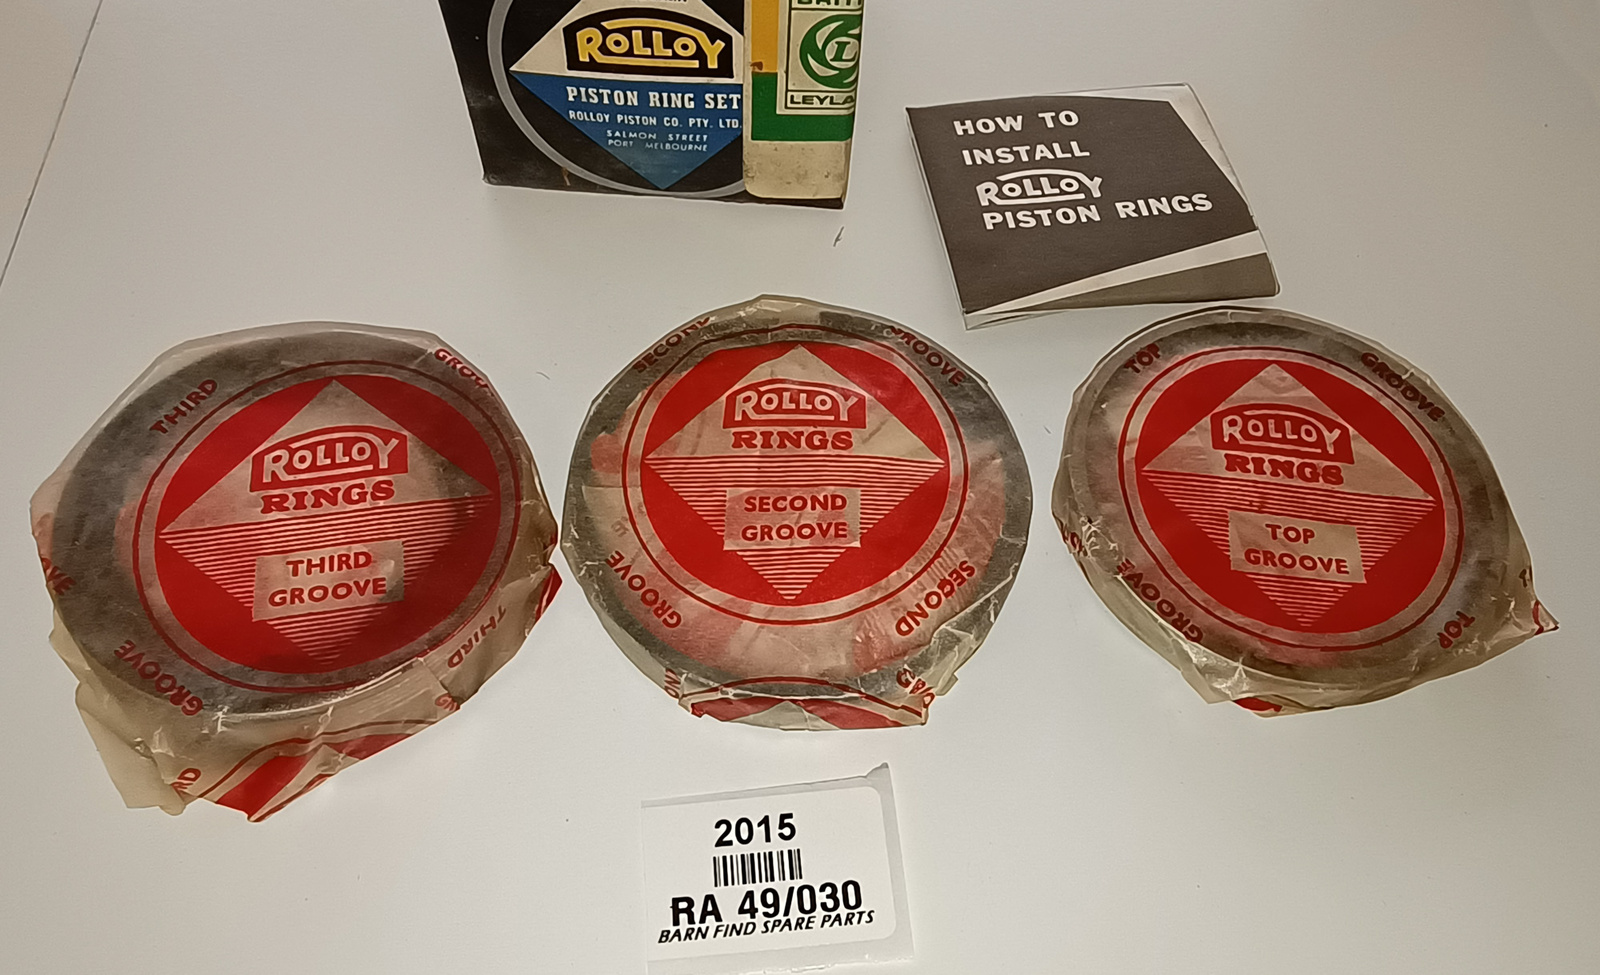 ROLLOY
PISTON RING SET
ROLLOY PISTON CO. PTY. LTD.
SALMON STREET
PORT MELBOURNE
L
HOW TO
INSTALL
ROLLOY
PISTON RINGS
THIRD
ROLLOY
RINGS
THIRD
GROOVE
GROOVE
THIRD
SECOND
GROOVE
ROLLOY
RINGS
SECOND
GROOVE
GROOVE
SECOND
TOP
GROOVE
ROLLOY
RINGS
TOP
GROOVE
GROOVE
TOP
2015
RA 49/030
BARN FIND SPARE PARTS